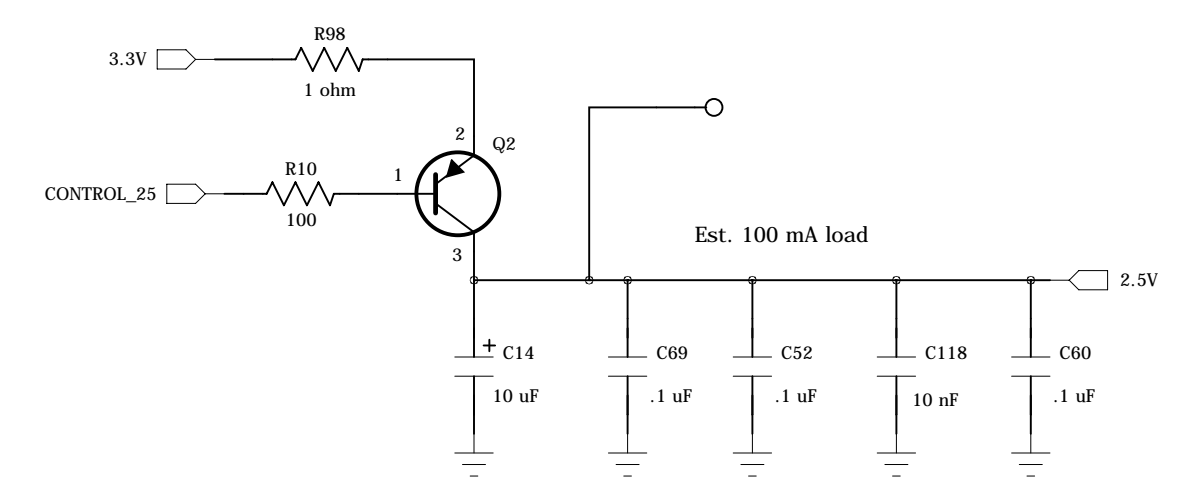 R98
3.3V
1 ohm
2
Q2
R10
1
CONTROL_25
100
3
Est. 100 mA load
2.5V
+ C14
C69
C52
C118
C60
10 uF
.1 uF
.1 uF
10 nF
.1 uF